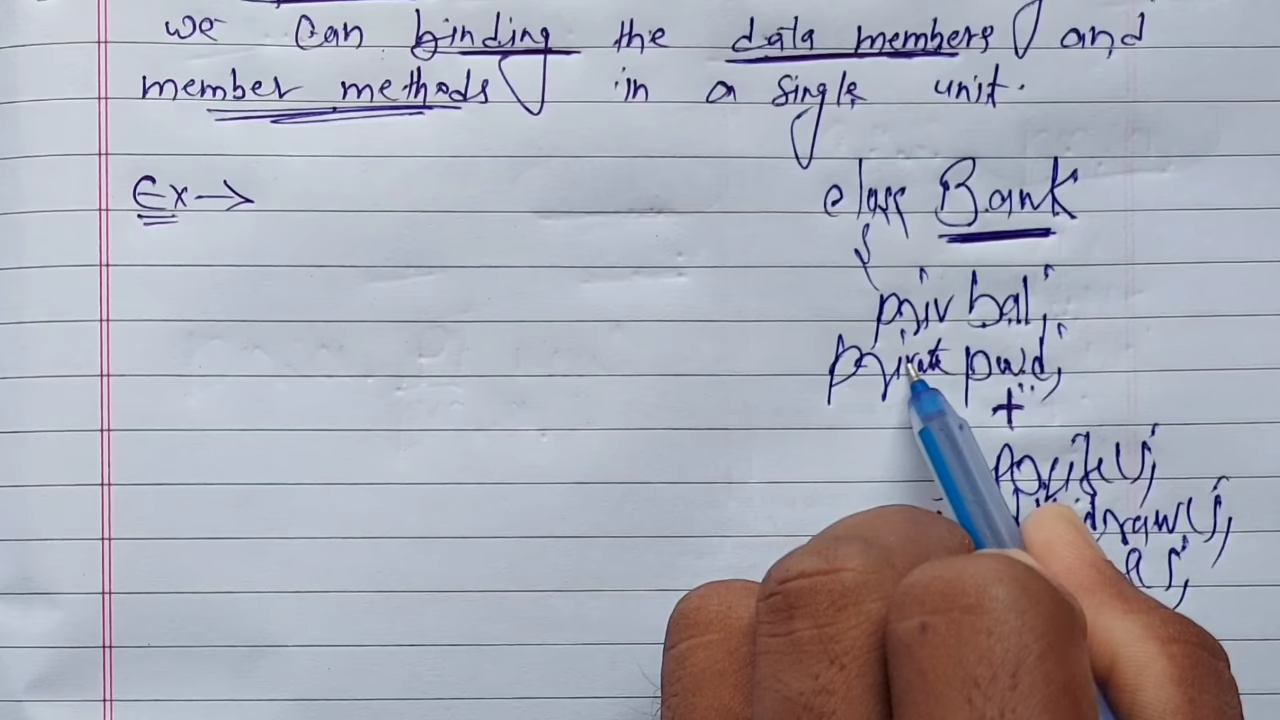 we can binding the data members and
member methods in a single unit.
Ex→
class Bank
{
priv bal;
private pwd;
+